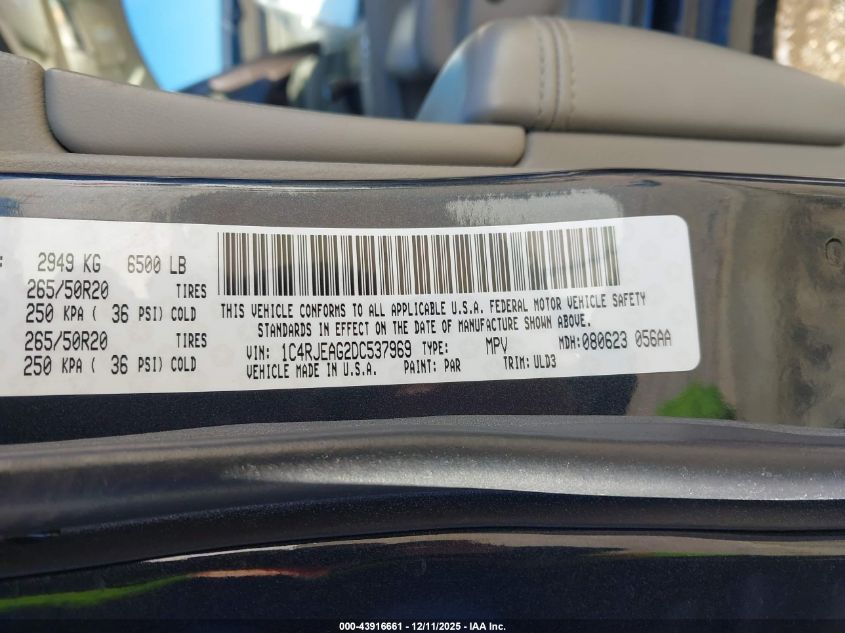 2949 KG 6500 LB
265/50R20 TIRES
250 KPA ( 36 PSI) COLD
265/50R20 TIRES
250 KPA ( 36 PSI) COLD
THIS VEHICLE CONFORMS TO ALL APPLICABLE U.S.A. FEDERAL MOTOR VEHICLE SAFETY
STANDARDS IN EFFECT ON THE DATE OF MANUFACTURE SHOWN ABOVE.
VIN: 1C4RJEAG2DC537969 TYPE: MPV MDH:080623 056AA
VEHICLE MADE IN U.S.A. PAINT: PAR TRIM: ULD3
000-43916661 - 12/11/2025 - IAA Inc.